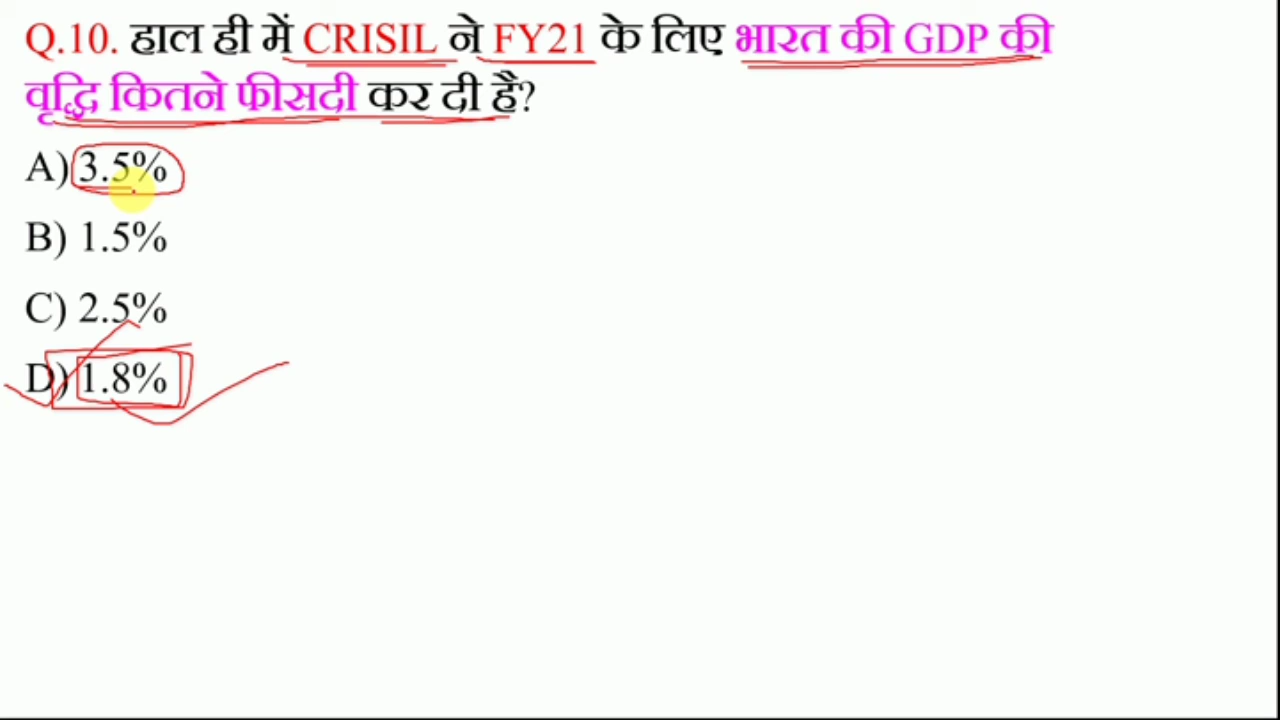 Q.10. हाल ही में CRISIL ने FY21 के लिए भारत की GDP की
वृद्धि कितने फीसदी कर दी है?
A) 3.5%
B) 1.5%
C) 2.5%
D) 1.8%